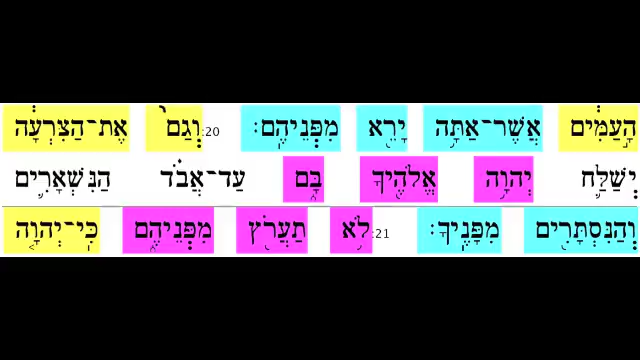 הָעַמִּ֔ים אֲשֶׁר־אַתָּ֥ה יָרֵ֖א מִפְּנֵיהֶֽם׃ 20: וְגַם֙ אֶת־הַצִּרְעָ֔ה
יְשַׁלַּ֛ח יְהוָ֥ה אֱלֹהֶ֖יךָ בָּ֑ם עַד־אֲבֹ֗ד הַנִּשְׁאָרִ֛ים
וְהַנִּסְתָּרִ֖ים מִפָּנֶֽיךָ׃ 21: לֹ֥א תַעֲרֹ֖ץ מִפְּנֵיהֶ֑ם כִּֽי־יְהוָ֤ה